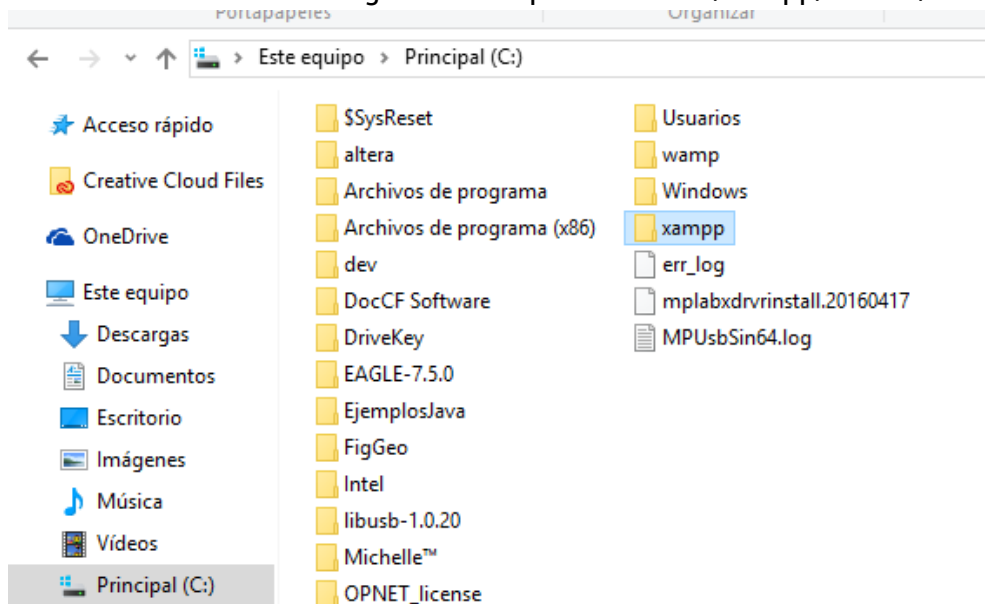 Portapapeles Organizar
Este equipo > Principal (C:)
Acceso rápido
Creative Cloud Files
OneDrive
Este equipo
Descargas
Documentos
Escritorio
Imágenes
Música
Vídeos
Principal (C:)
$SysReset
altera
Archivos de programa
Archivos de programa (x86)
dev
DocCF Software
DriveKey
EAGLE-7.5.0
EjemplosJava
FigGeo
Intel
libusb-1.0.20
Michelle™
OPNET_license
Usuarios
wamp
Windows
xampp
err_log
mplabxdrvrinstall.20160417
MPUsbSin64.log